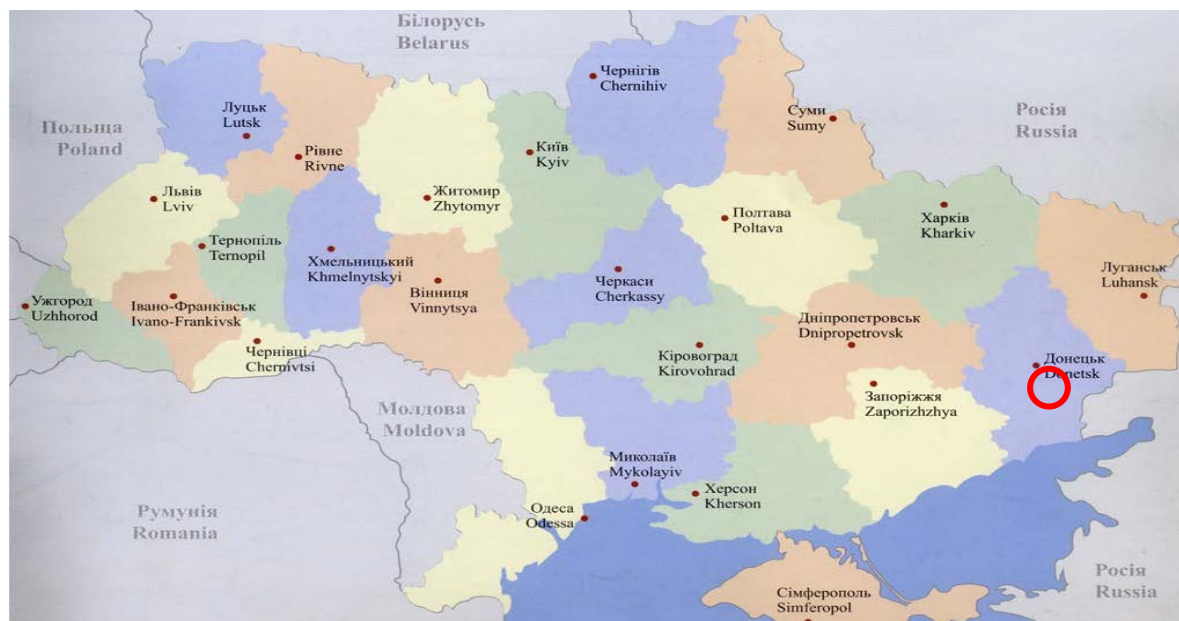 Білорусь
Belarus
Чернігів
Chernihiv
Луцьк
Lutsk
Суми
Sumy
Росія
Russia
Польща
Poland
Рівне
Rivne
Київ
Kyiv
Львів
Lviv
Житомир
Zhytomyr
Полтава
Poltava
Харків
Kharkiv
Тернопіль
Ternopil
Хмельницький
Khmelnytskyi
Черкаси
Cherkassy
Луганськ
Luhansk
Вінниця
Vinnytsya
Ужгород
Uzhhorod
Івано-Франківськ
Ivano-Frankivsk
Дніпропетровськ
Dnipropetrovsk
Чернівці
Chernivtsi
Кіровоград
Kirovohrad
Донецьк
Donetsk
Запоріжжя
Zaporizhzhya
Молдова
Moldova
Миколаїв
Mykolayiv
Херсон
Kherson
Одеса
Odessa
Румунія
Romania
Росія
Russia
Сімферополь
Simferopol